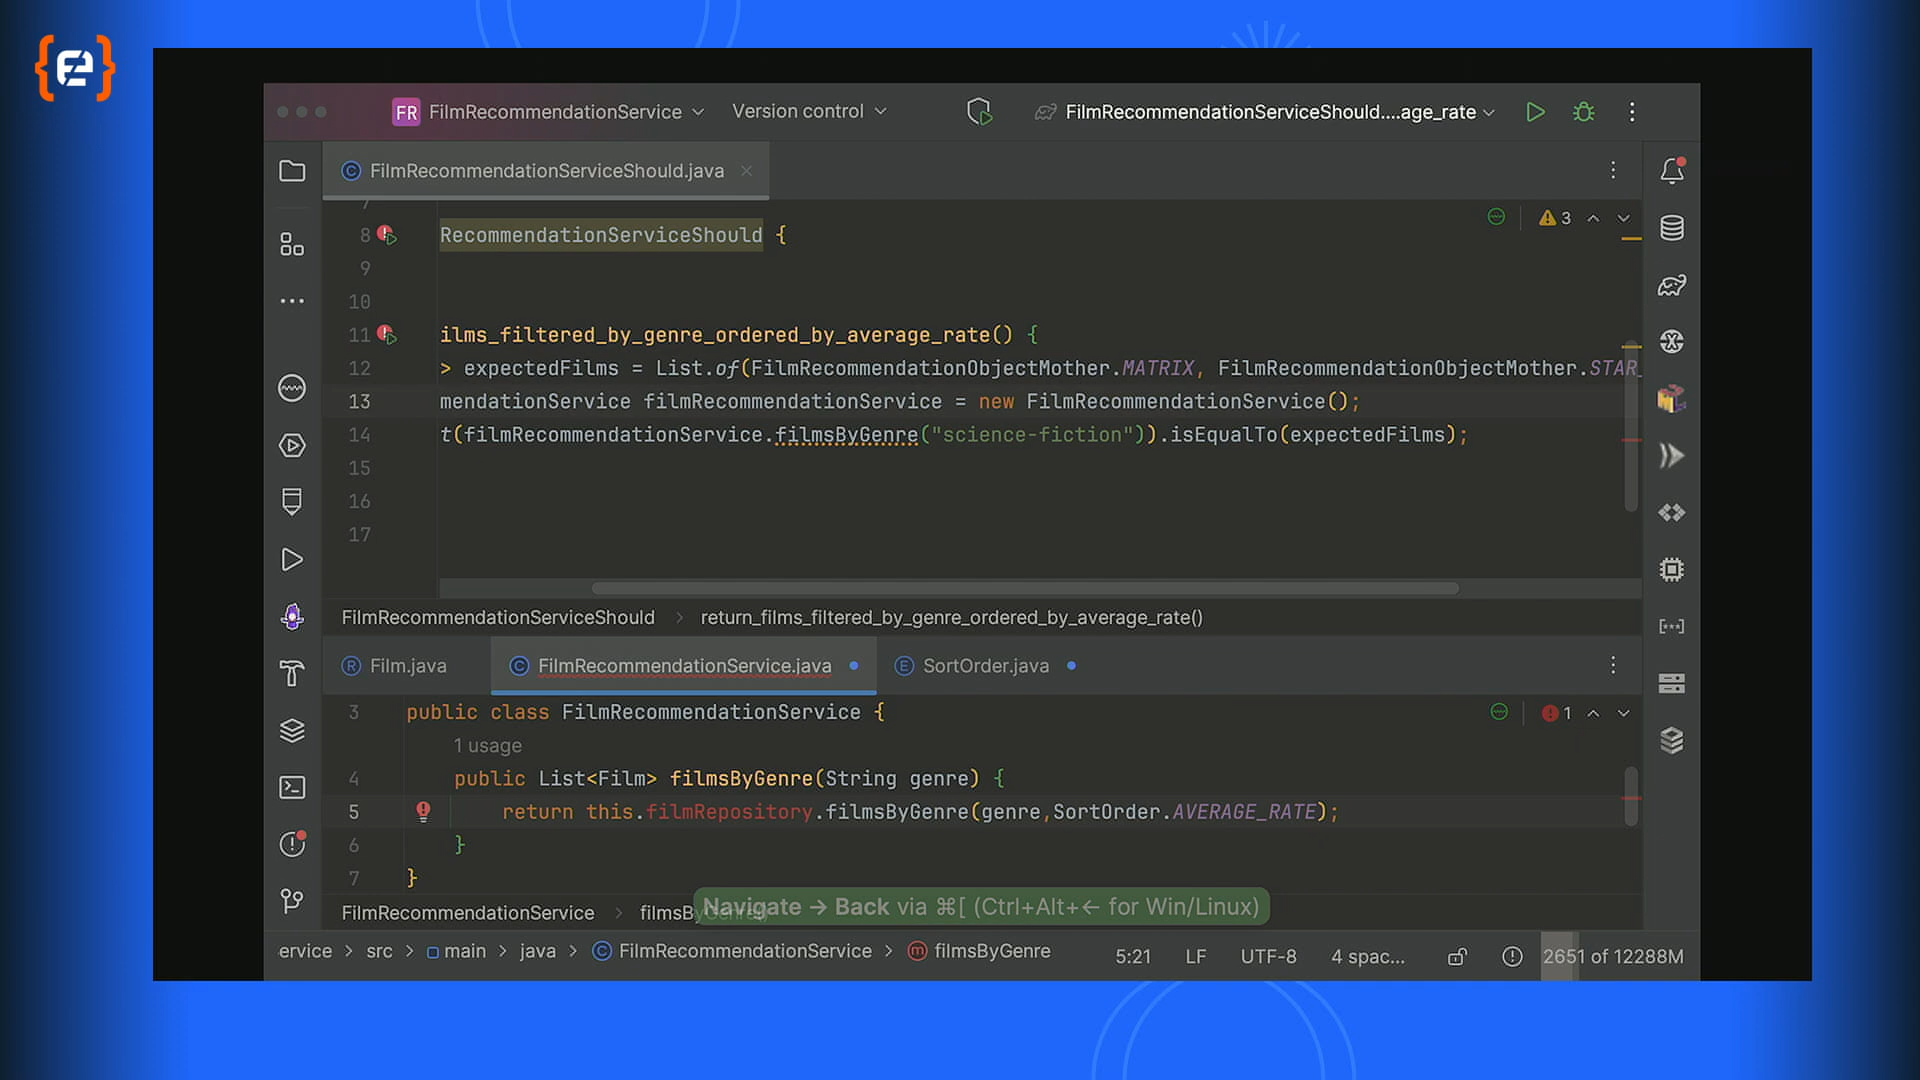 FR FilmRecommendationService Version control FilmRecommendationServiceShould....age_rate
FilmRecommendationServiceShould.java
7
8 RecommendationServiceShould {
3
9
10
11 ilms_filtered_by_genre_ordered_by_average_rate() {
12 > expectedFilms = List.of(FilmRecommendationObjectMother.MATRIX, FilmRecommendationObjectMother.STAR_
13 mendationService filmRecommendationService = new FilmRecommendationService();
14 t(filmRecommendationService.filmsByGenre("science-fiction")).isEqualTo(expectedFilms);
15
16
17
FilmRecommendationServiceShould > return_films_filtered_by_genre_ordered_by_average_rate()
Film.java FilmRecommendationService.java SortOrder.java
3 public class FilmRecommendationService {
1
1 usage
4 public List<Film> filmsByGenre(String genre) {
5 return this.filmRepository.filmsByGenre(genre,SortOrder.AVERAGE_RATE);
6 }
7 }
Navigate → Back via ⌘[ (Ctrl+Alt+← for Win/Linux)
FilmRecommendationService > filmsByGenre()
ervice > src > main > java > FilmRecommendationService > filmsByGenre 5:21 LF UTF-8 4 spac... 2651 of 12288M